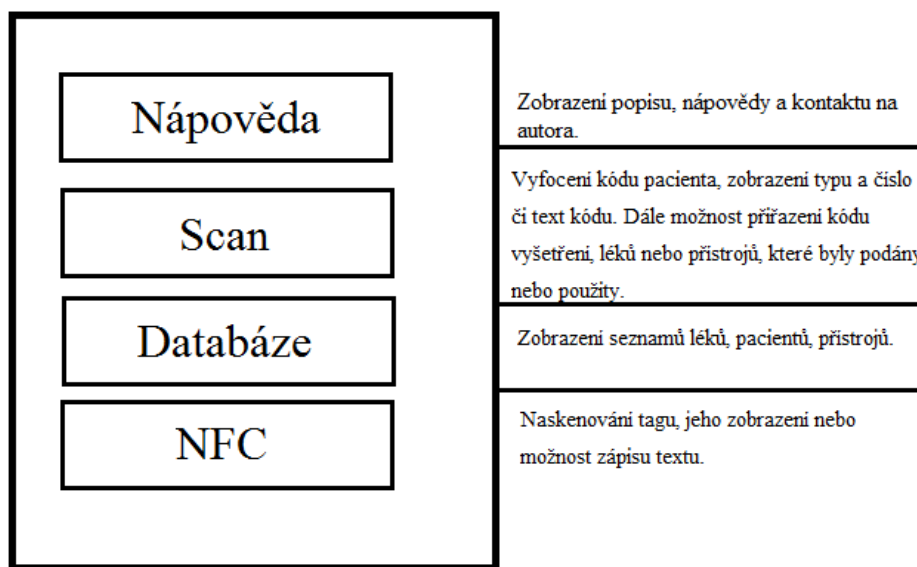 Nápověda
Zobrazení popisu, nápovědy a kontaktu na
autora.
Scan
Vyfocení kódu pacienta, zobrazení typu a číslo
či text kódu. Dále možnost přiřazení kódu
vyšetření, léků nebo přístrojů, které byly podány
nebo použity.
Databáze
Zobrazení seznamů léků, pacientů, přístrojů.
NFC
Naskenování tagu, jeho zobrazení nebo
možnost zápisu textu.